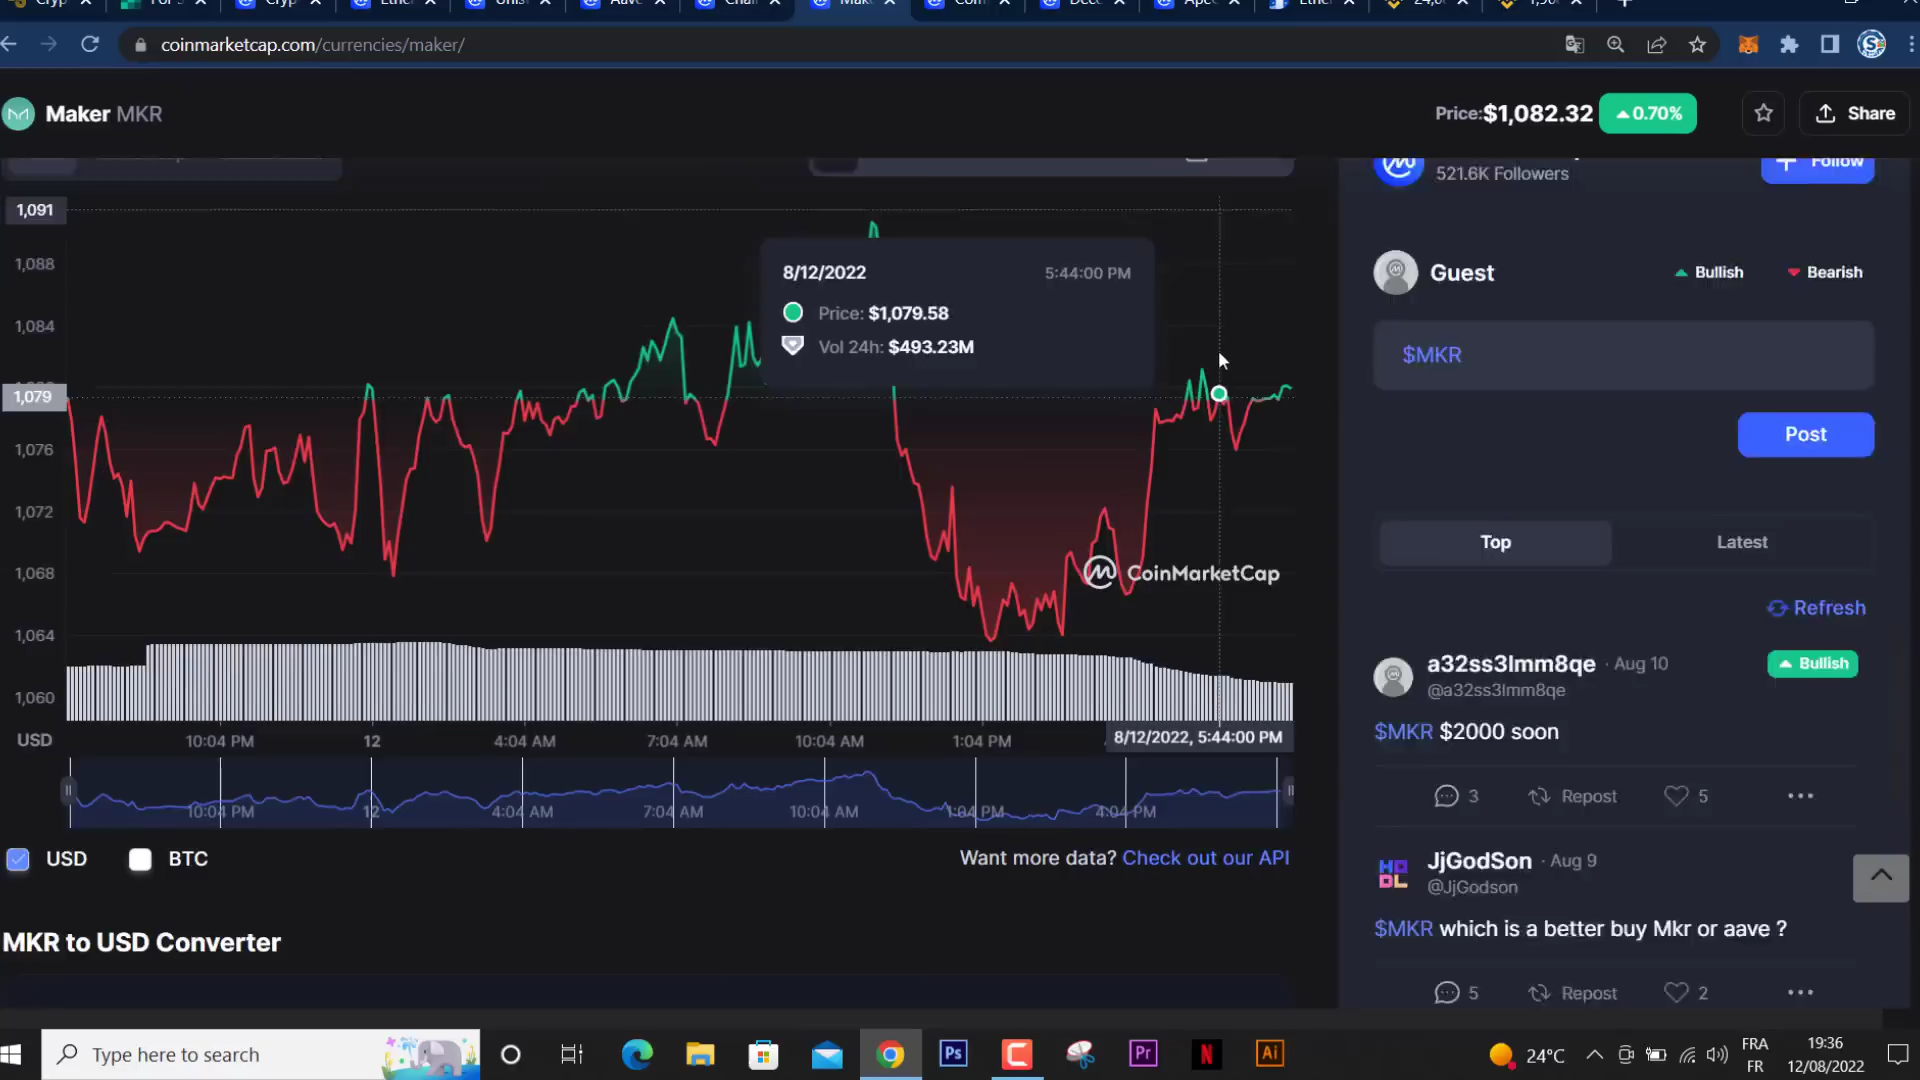 coinmarketcap.com/currencies/maker/
Maker MKR
Price:$1,082.32
0.70%
Share
521.6K Followers
Follow
1,091
1,088
1,084
1,079
1,076
1,072
1,068
1,064
1,060
USD
8/12/2022
5:44:00 PM
Price: $1,079.58
Vol 24h: $493.23M
CoinMarketCap
10:04 PM
12
4:04 AM
7:04 AM
10:04 AM
1:04 PM
8/12/2022, 5:44:00 PM
10:04 PM
12
4:04 AM
7:04 AM
10:04 AM
1:04 PM
4:04 PM
USD
BTC
Want more data? Check out our API
MKR to USD Converter
Guest
Bullish
Bearish
$MKR
Post
Top
Latest
Refresh
a32ss3lmm8qe · Aug 10
Bullish
@a32ss3lmm8qe
$MKR $2000 soon
3
Repost
5
HODL
JjGodSon · Aug 9
@JjGodson
$MKR which is a better buy Mkr or aave ?
5
Repost
2
Type here to search
Ps
Pr
N
Ai
24°C
FRA
FR
19:36
12/08/2022